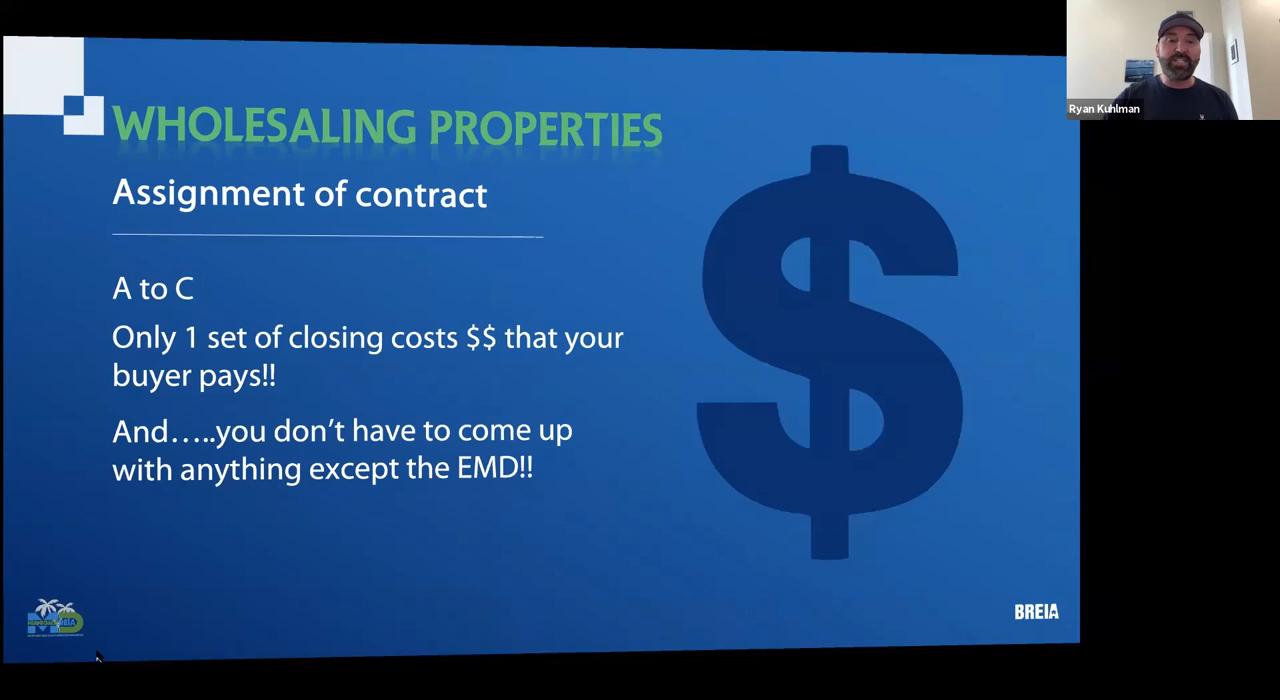 Ryan Kuhlman
WHOLESALING PROPERTIES
Assignment of contract
A to C
Only 1 set of closing costs $$ that your
buyer pays!!
And…..you don’t have to come up
with anything except the EMD!!
$
BREIA